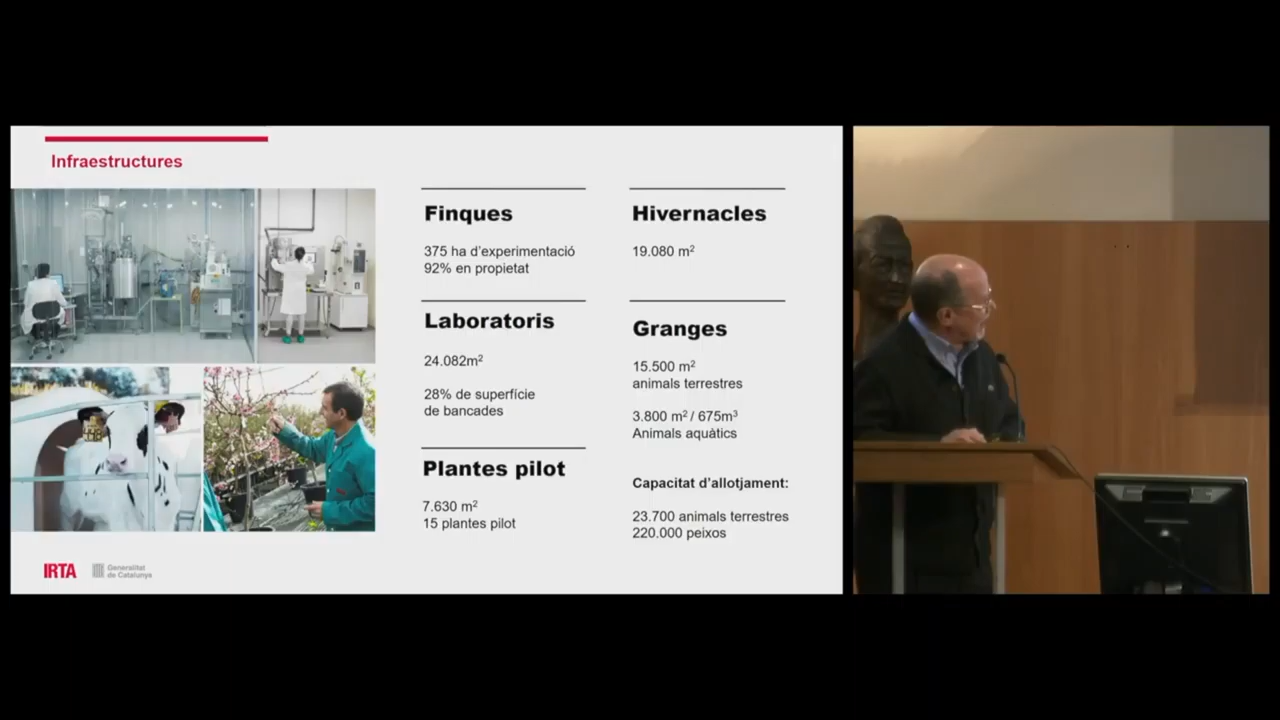 Infraestructures
Finques
375 ha d'experimentació
92% en propietat
Laboratoris
24.082m²
28% de superfície
de bancades
Plantes pilot
7.630 m²
15 plantes pilot
Hivernacles
19.080 m²
Granges
15.500 m²
animals terrestres
3.800 m² / 675m³
Animals aquàtics
Capacitat d'allotjament:
23.700 animals terrestres
220.000 peixos
IRTA
Generalitat
de Catalunya